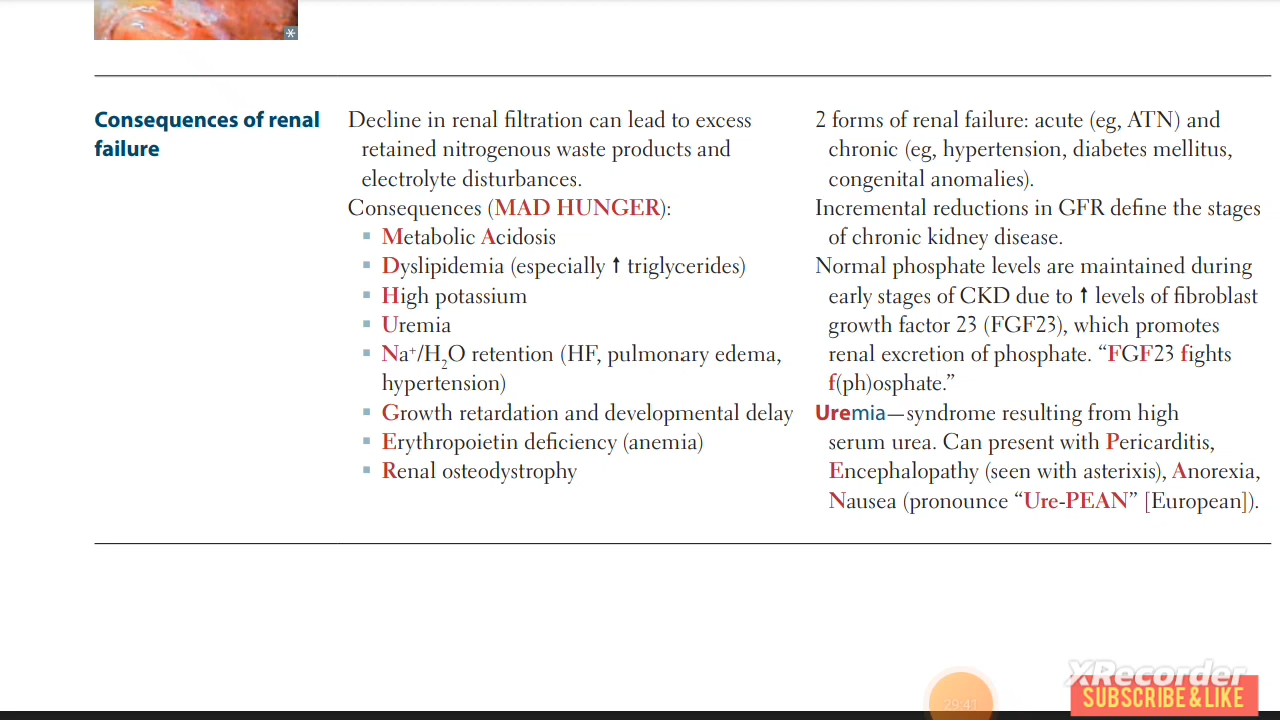 Consequences of renal
failure
Decline in renal filtration can lead to excess
retained nitrogenous waste products and
electrolyte disturbances.
Consequences (MAD HUNGER):
▪ Metabolic Acidosis
▪ Dyslipidemia (especially ↑ triglycerides)
▪ High potassium
▪ Uremia
▪ Na⁺/H₂O retention (HF, pulmonary edema,
hypertension)
▪ Growth retardation and developmental delay
▪ Erythropoietin deficiency (anemia)
▪ Renal osteodystrophy
2 forms of renal failure: acute (eg, ATN) and
chronic (eg, hypertension, diabetes mellitus,
congenital anomalies).
Incremental reductions in GFR define the stages
of chronic kidney disease.
Normal phosphate levels are maintained during
early stages of CKD due to ↑ levels of fibroblast
growth factor 23 (FGF23), which promotes
renal excretion of phosphate. “FGF23 fights
f(ph)osphate.”
Uremia—syndrome resulting from high
serum urea. Can present with Pericarditis,
Encephalopathy (seen with asterixis), Anorexia,
Nausea (pronounce “Ure-PEAN” [European]).
29:41
XRecorder
SUBSCRIBE & LIKE